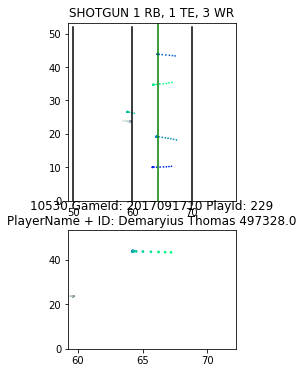 SHOTGUN 1 RB, 1 TE, 3 WR
50
40
30
20
10
0
50 60 70
10530 GameId: 2017091710 PlayId: 229
PlayerName + ID: Demaryius Thomas 497328.0
40
20
0
60 65 70